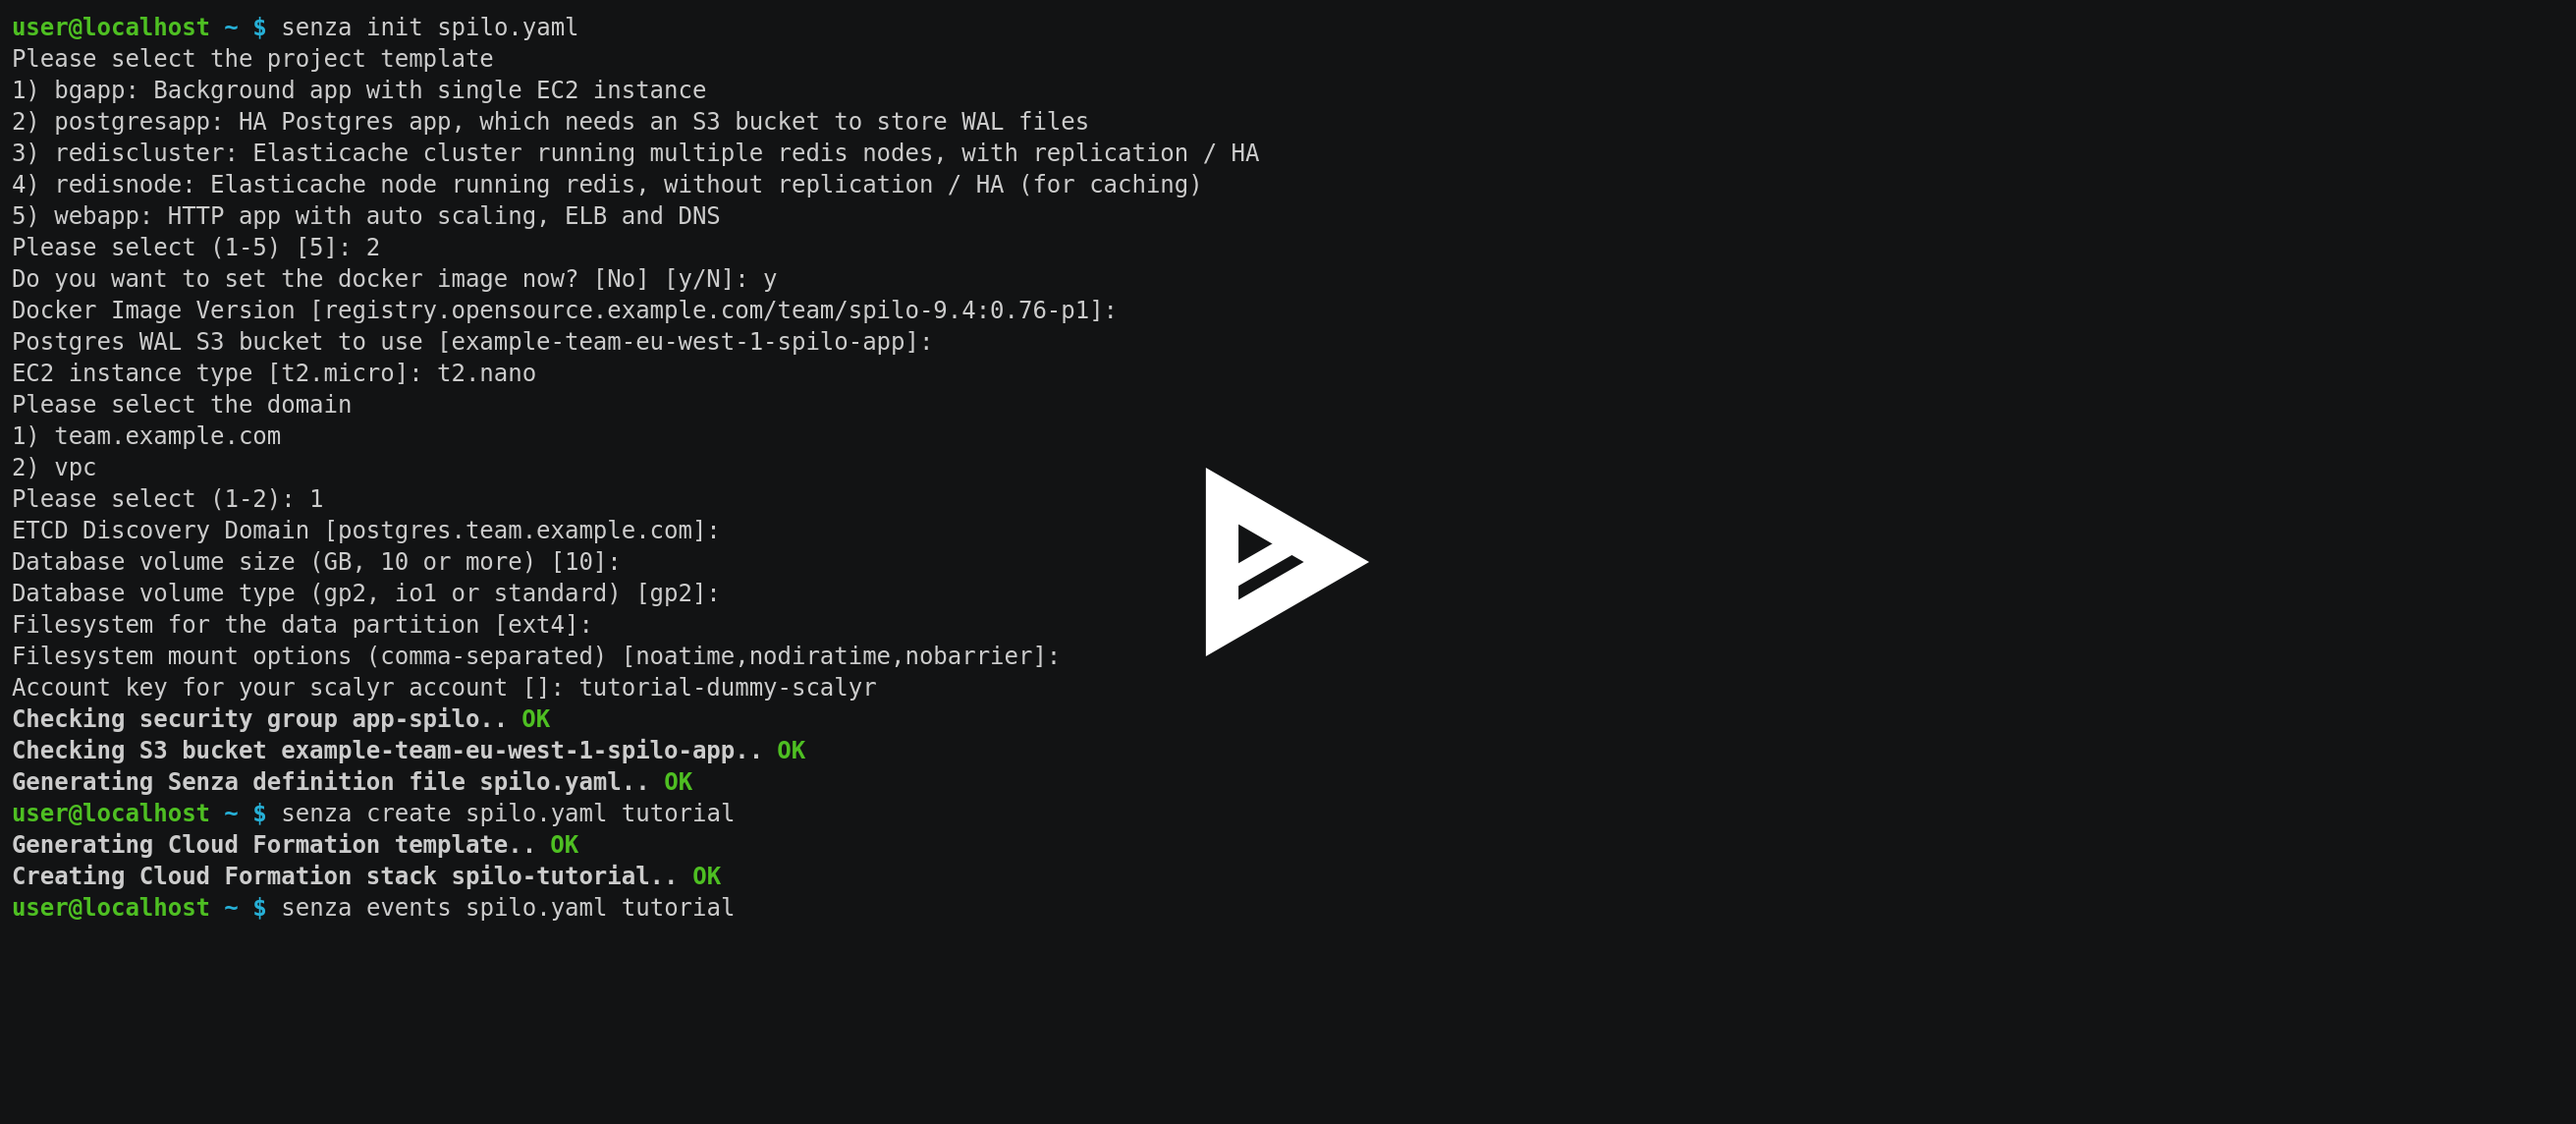 user@localhost ~ $ senza init spilo.yaml
Please select the project template
1) bgapp: Background app with single EC2 instance
2) postgresapp: HA Postgres app, which needs an S3 bucket to store WAL files
3) rediscluster: Elasticache cluster running multiple redis nodes, with replication / HA
4) redisnode: Elasticache node running redis, without replication / HA (for caching)
5) webapp: HTTP app with auto scaling, ELB and DNS
Please select (1-5) [5]: 2
Do you want to set the docker image now? [No] [y/N]: y
Docker Image Version [registry.opensource.example.com/team/spilo-9.4:0.76-p1]:
Postgres WAL S3 bucket to use [example-team-eu-west-1-spilo-app]:
EC2 instance type [t2.micro]: t2.nano
Please select the domain
1) team.example.com
2) vpc
Please select (1-2): 1
ETCD Discovery Domain [postgres.team.example.com]:
Database volume size (GB, 10 or more) [10]:
Database volume type (gp2, io1 or standard) [gp2]:
Filesystem for the data partition [ext4]:
Filesystem mount options (comma-separated) [noatime,nodiratime,nobarrier]:
Account key for your scalyr account []: tutorial-dummy-scalyr
Checking security group app-spilo.. OK
Checking S3 bucket example-team-eu-west-1-spilo-app.. OK
Generating Senza definition file spilo.yaml.. OK
user@localhost ~ $ senza create spilo.yaml tutorial
Generating Cloud Formation template.. OK
Creating Cloud Formation stack spilo-tutorial.. OK
user@localhost ~ $ senza events spilo.yaml tutorial